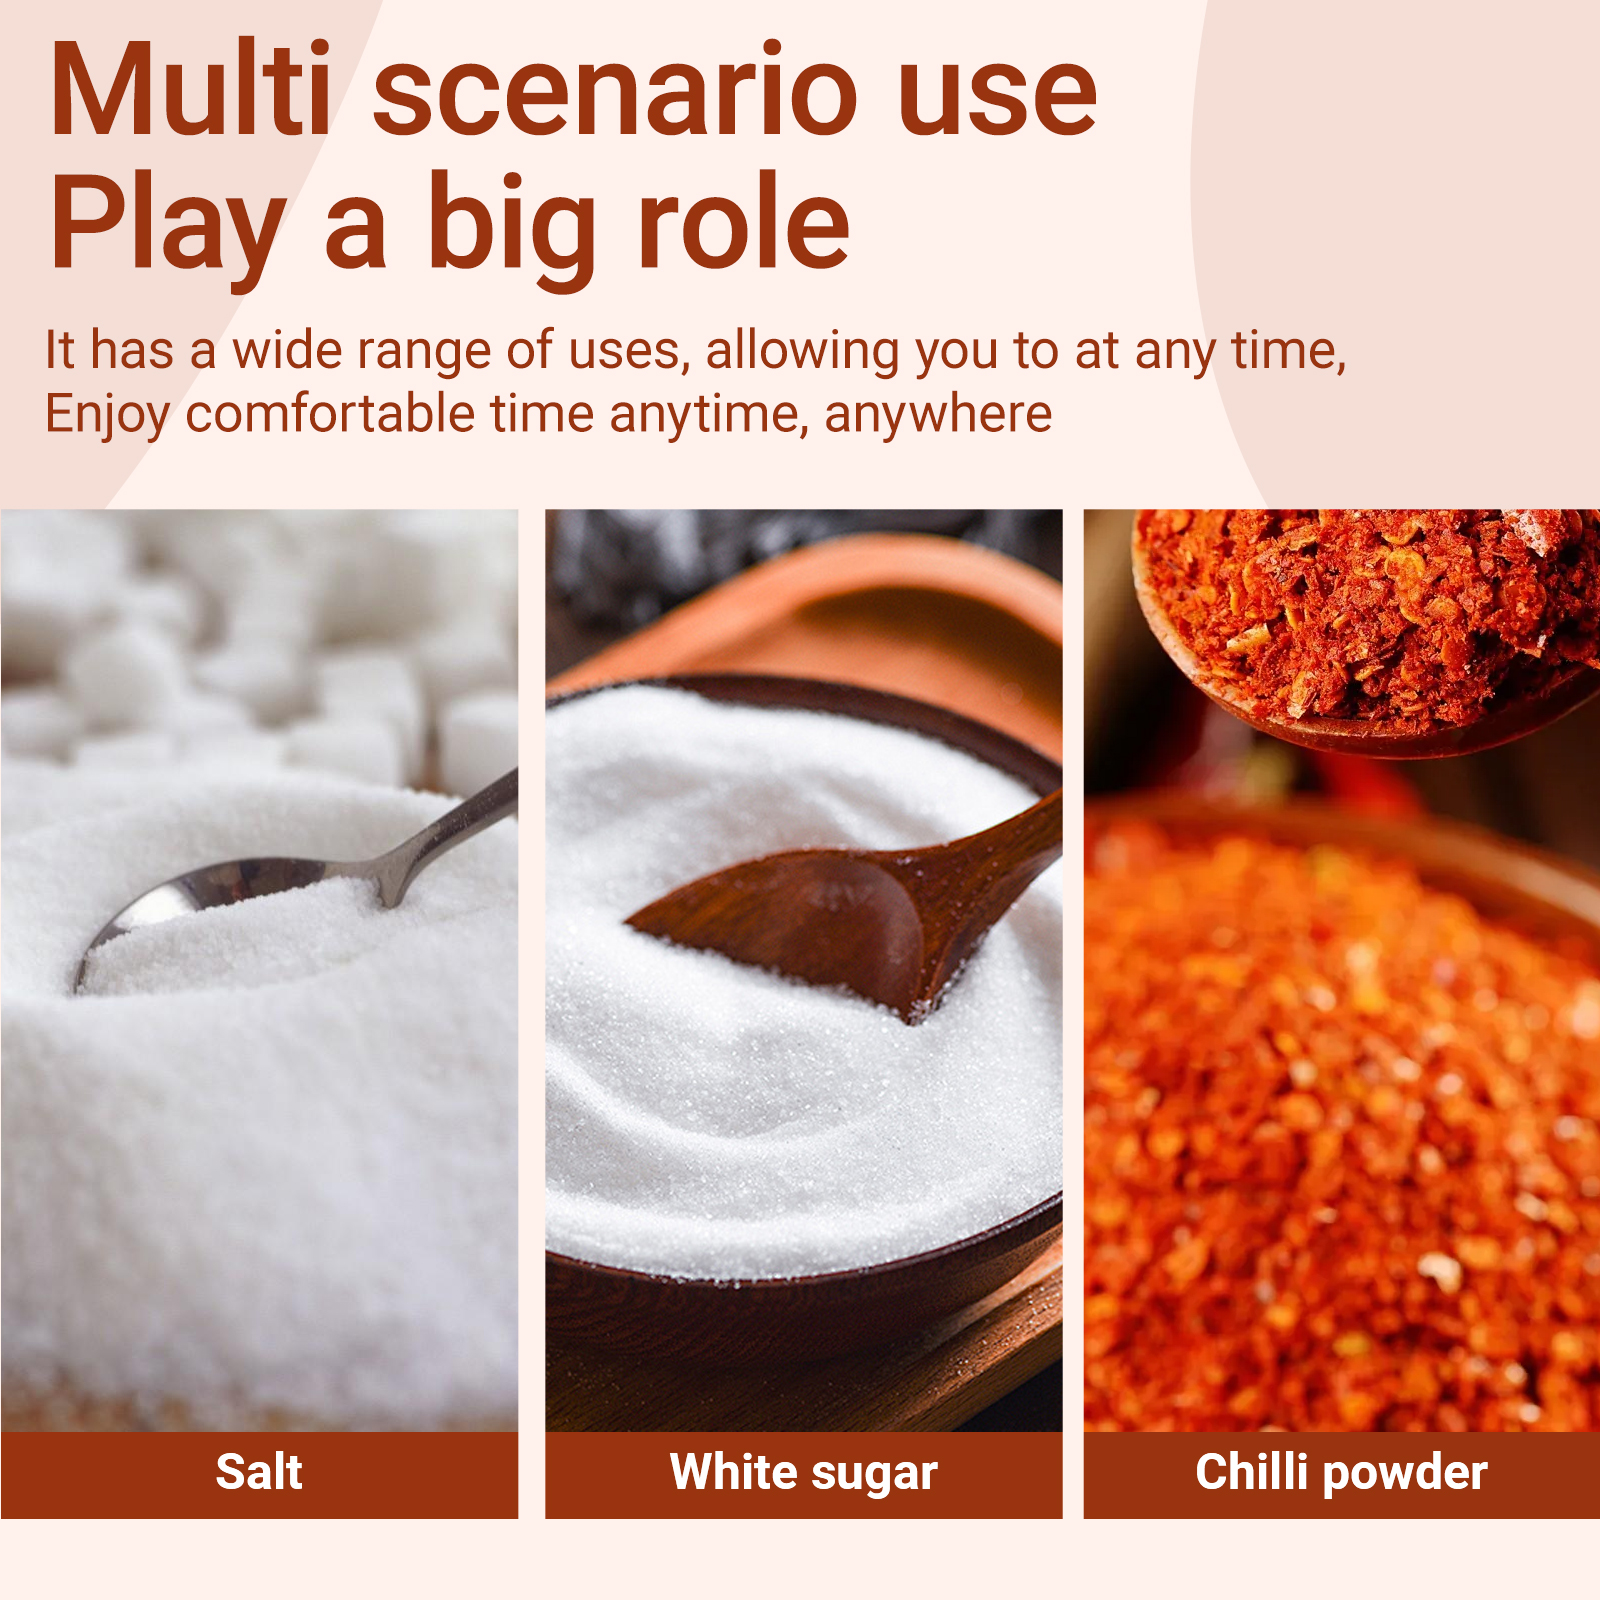 Multi scenario use
Play a big role
It has a wide range of uses, allowing you to at any time,
Enjoy comfortable time anytime, anywhere
Salt
White sugar
Chilli powder